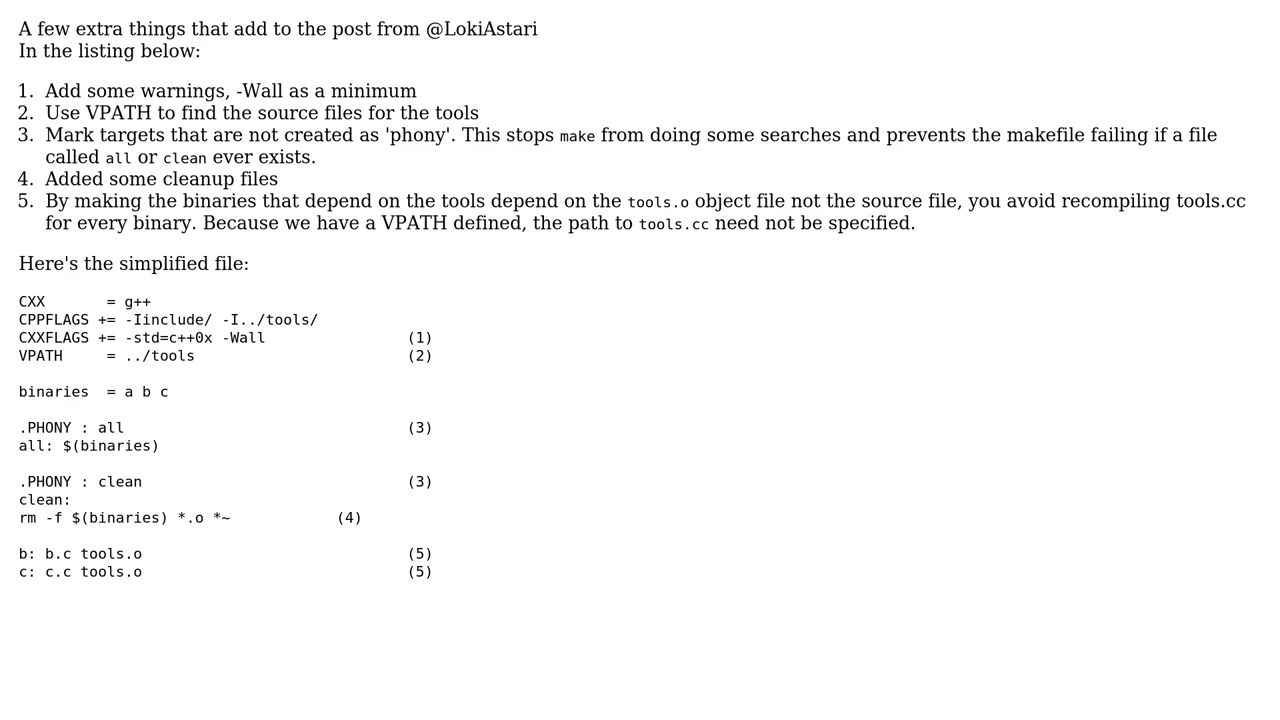 A few extra things that add to the post from @LokiAstari
In the listing below:
1. Add some warnings, -Wall as a minimum
2. Use VPATH to find the source files for the tools
3. Mark targets that are not created as 'phony'. This stops make from doing some searches and prevents the makefile failing if a file
called all or clean ever exists.
4. Added some cleanup files
5. By making the binaries that depend on the tools depend on the tools.o object file not the source file, you avoid recompiling tools.cc
for every binary. Because we have a VPATH defined, the path to tools.cc need not be specified.
Here's the simplified file:
CXX       = g++
CPPFLAGS += -Iinclude/ -I../tools/
CXXFLAGS += -std=c++0x -Wall                (1)
VPATH     = ../tools                        (2)
binaries  = a b c
.PHONY : all                                (3)
all: $(binaries)
.PHONY : clean                              (3)
clean:
rm -f $(binaries) *.o *~            (4)
b: b.c tools.o                              (5)
c: c.c tools.o                              (5)